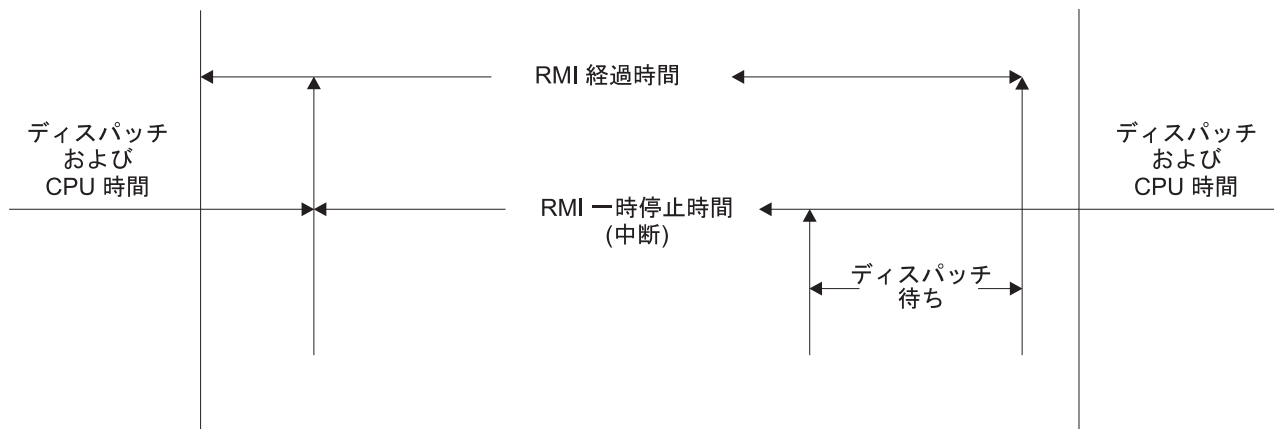 RMI 経過時間
ディスパッチ
および
CPU 時間
ディスパッチ
および
CPU 時間
RMI 一時停止時間
(中断)
ディスパッチ
待ち